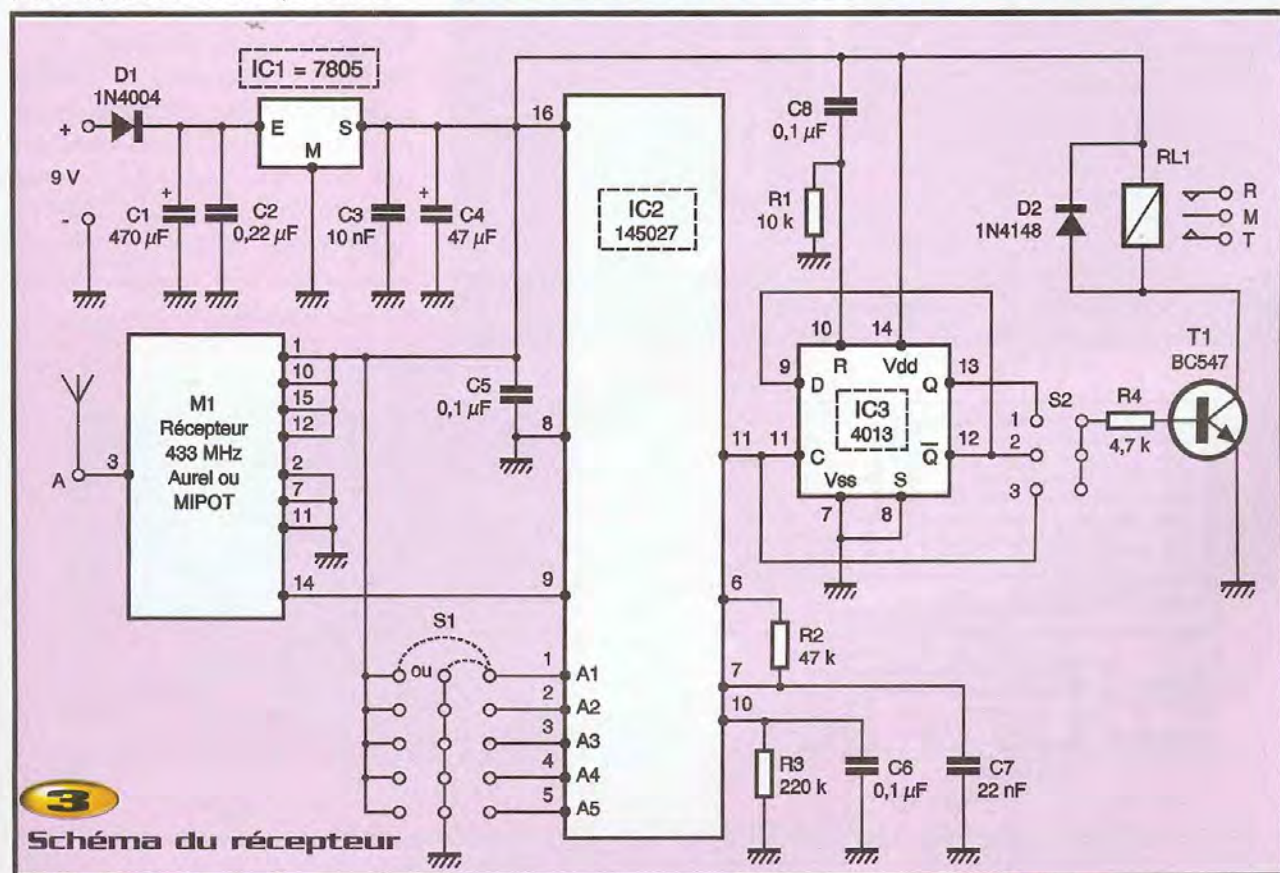 IC1 = 7805
D1
1N4004
+
9 V
-
E
S
M
+
C1
470 µF
C2
0,22 µF
C3
10 nF
+
C4
47 µF
16
IC2
145027
C8
0,1 µF
R1
10 k
D2
1N4148
RL1
R
M
T
A
3
M1
Récepteur
433 MHz
Aurel ou
MIPOT
1
10
15
12
2
7
11
14
C5
0,1 µF
8
9
11
6
7
10
10
14
9
D
R
Vdd
Q
13
IC3
4013
11
C
Q
12
Vss
S
7
8
S2
1
2
3
R4
4,7 k
T1
BC547
S1
ou
1
A1
2
A2
3
A3
4
A4
5
A5
R2
47 k
R3
220 k
C6
0,1 µF
C7
22 nF
3
Schéma du récepteur